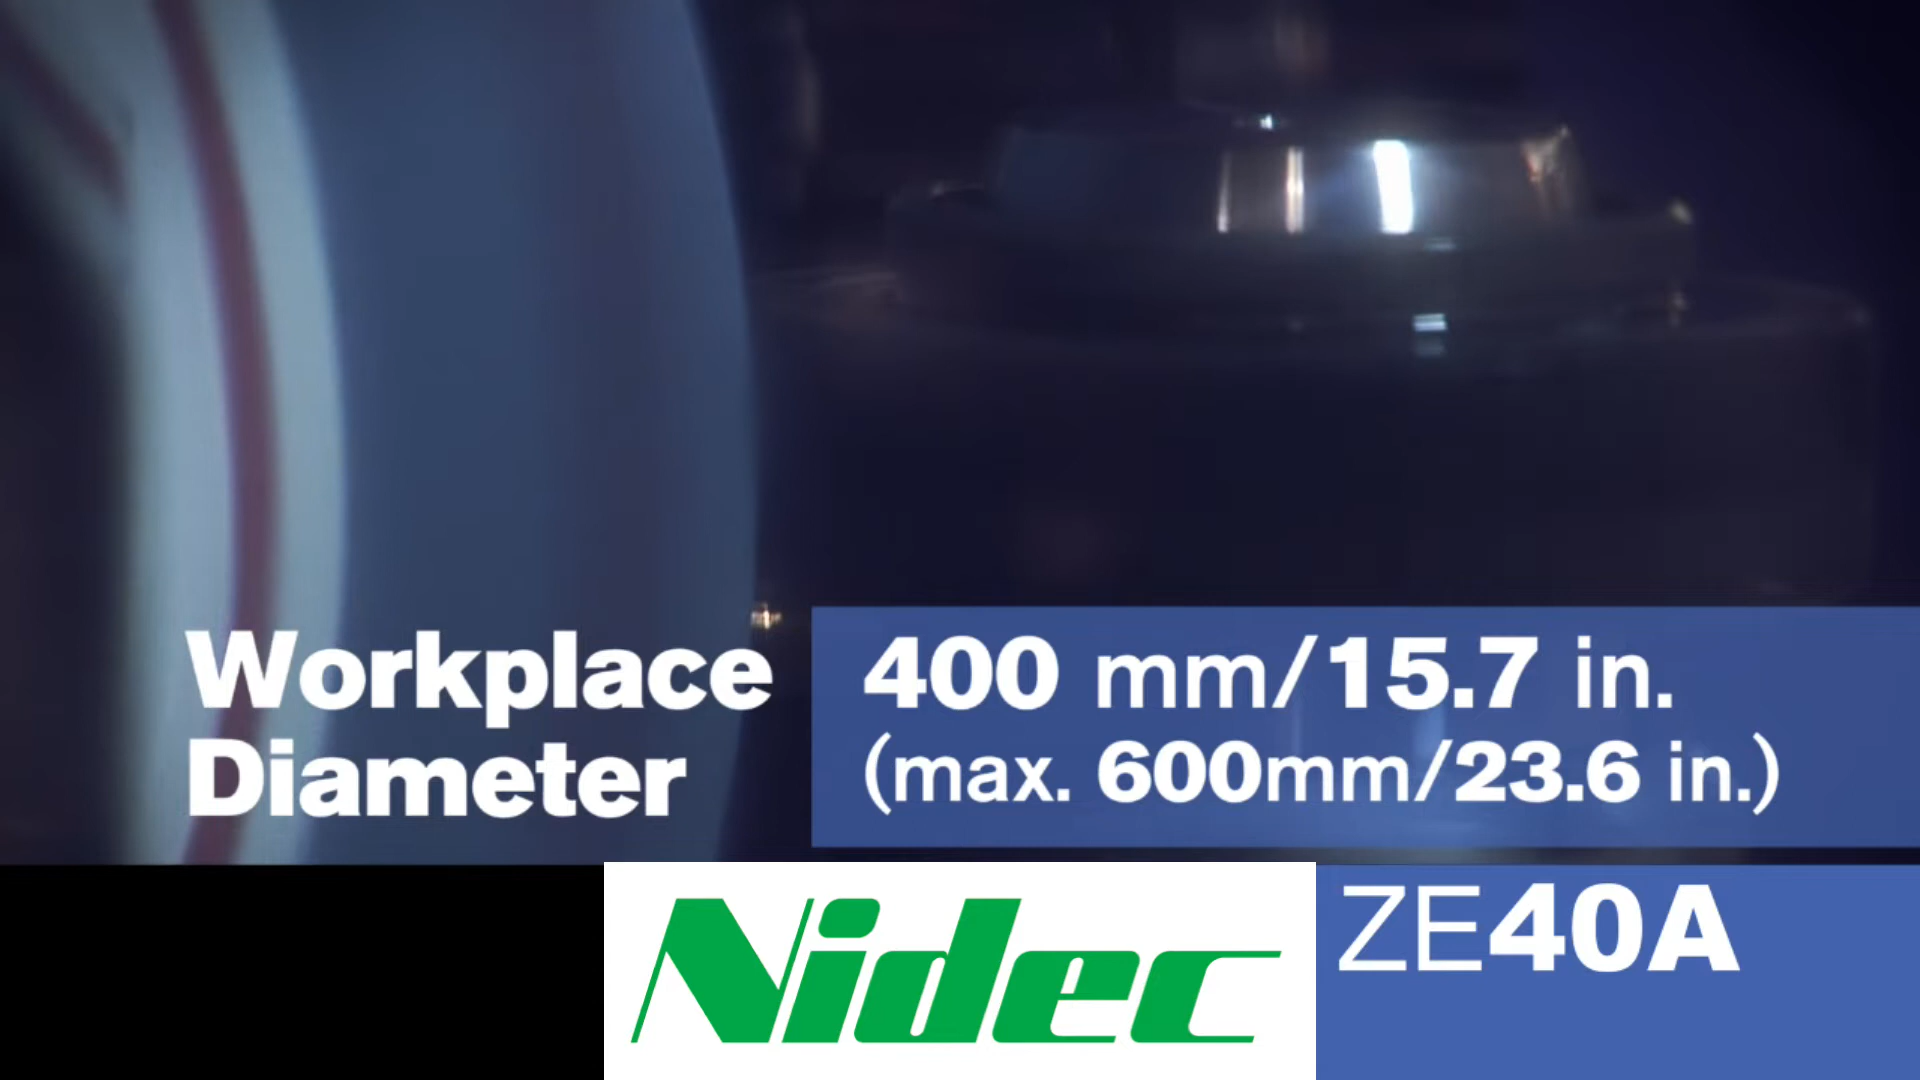 Workplace
Diameter
400 mm/15.7 in.
(max. 600mm/23.6 in.)
Nidec
ZE40A